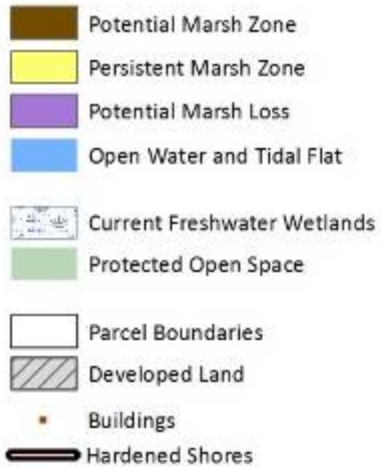 Potential Marsh Zone
Persistent Marsh Zone
Potential Marsh Loss
Open Water and Tidal Flat
Current Freshwater Wetlands
Protected Open Space
Parcel Boundaries
Developed Land
Buildings
Hardened Shores